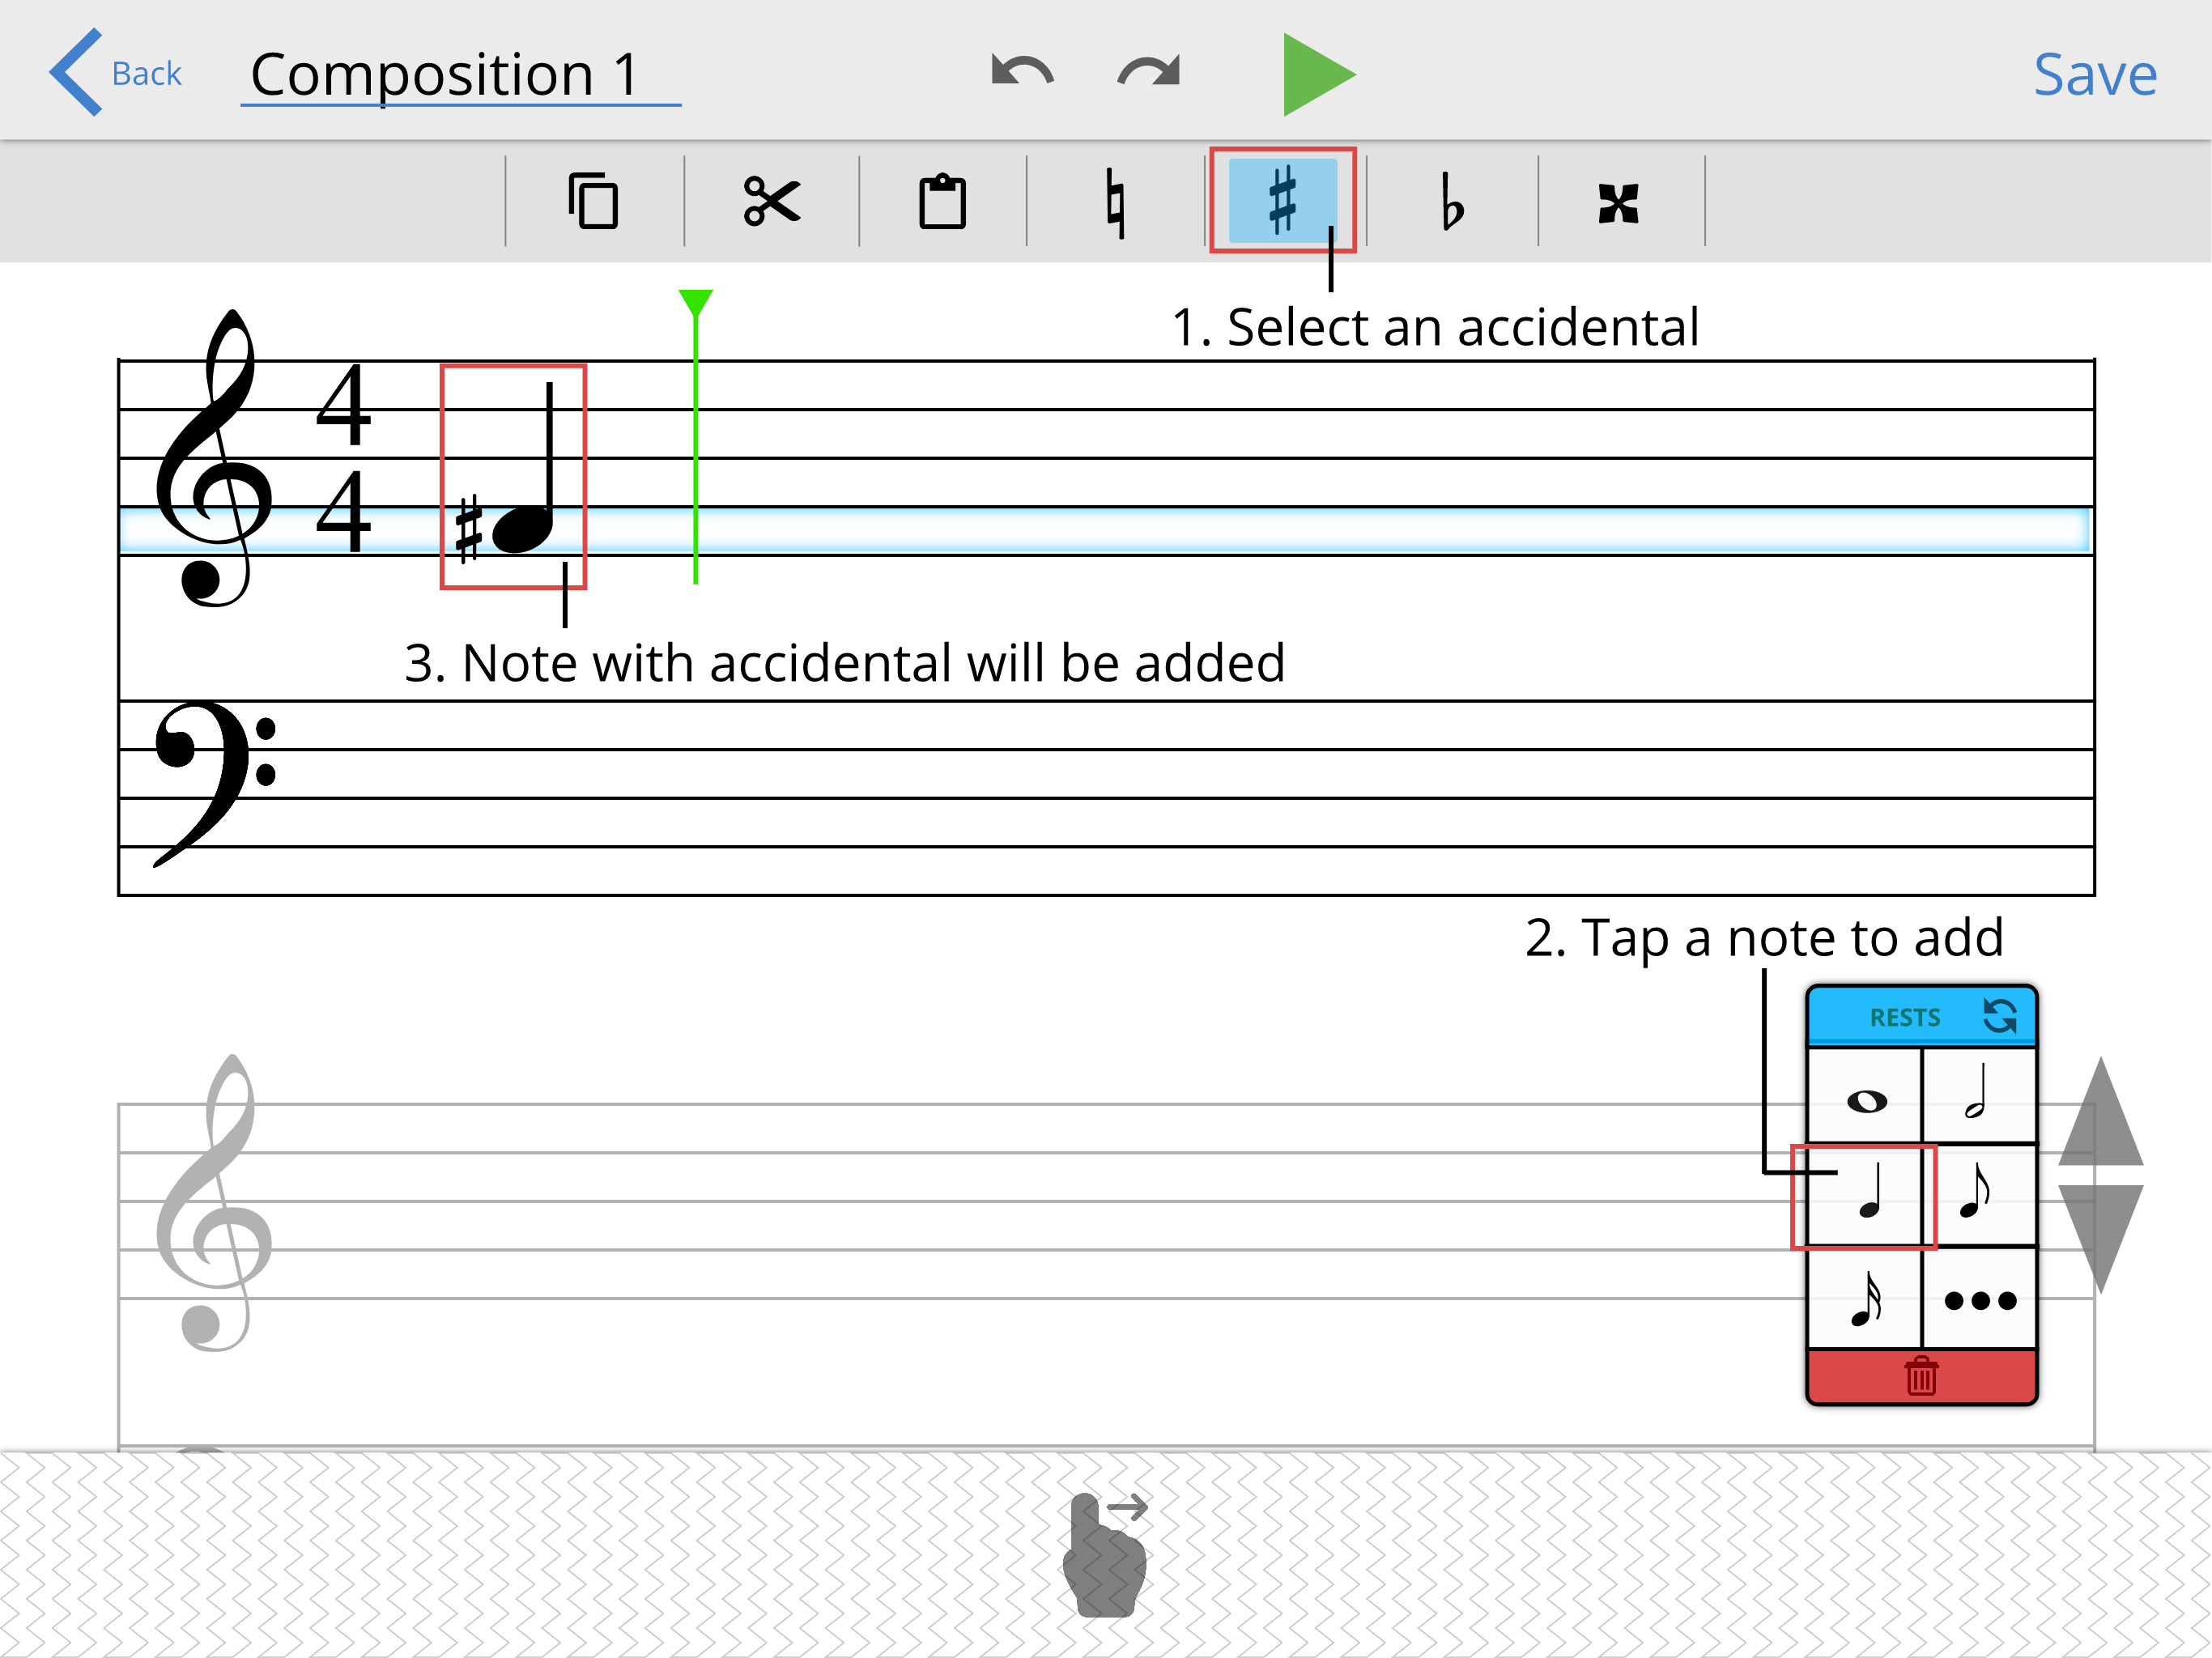 Back
Composition 1
Save
1. Select an accidental
4
4
3. Note with accidental will be added
2. Tap a note to add
RESTS